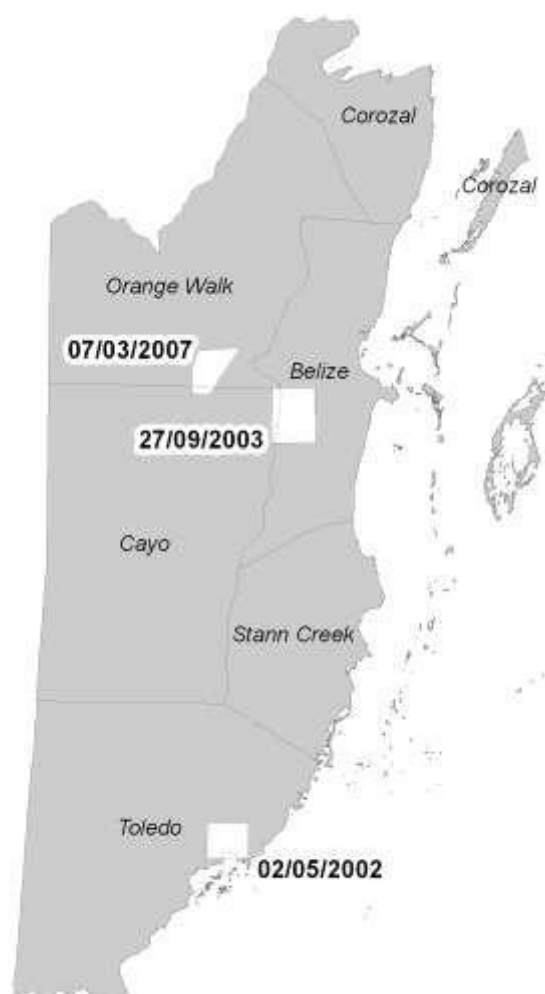 Corozal
Corozal
Orange Walk
07/03/2007
Belize
27/09/2003
Cayo
Stann Creek
Toledo
02/05/2002